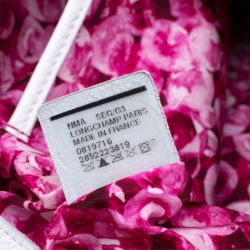 NMA SEG/G3
LONGCHAMP PARIS
MADE IN FRANCE
0819716
2892223619